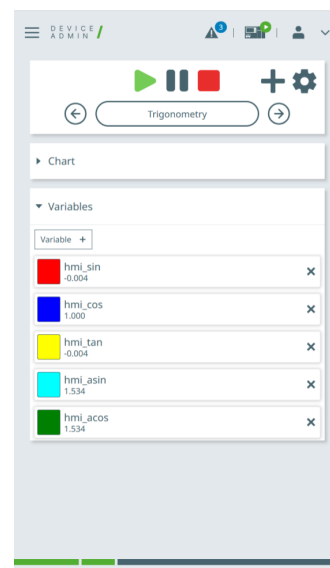 DEVICE
ADMIN
3
Trigonometry
Chart
Variables
Variable +
hmi_sin
-0.004
hmi_cos
1.000
hmi_tan
-0.004
hmi_asin
1.534
hmi_acos
1.534